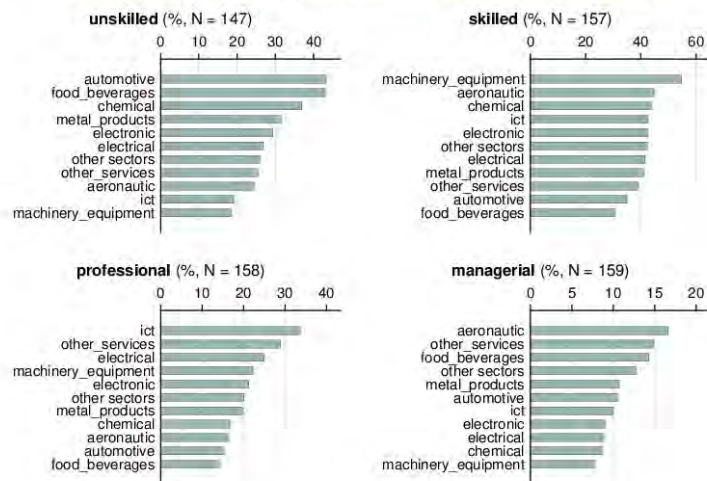 unskilled (%, N = 147)
0 10 20 30 40
automotive
food_beverages
chemical
metal_products
electronic
electrical
other sectors
other_services
aeronautic
ict
machinery_equipment
skilled (%, N = 157)
0 20 40 60
machinery_equipment
aeronautic
chemical
ict
electronic
other sectors
electrical
metal_products
other_services
automotive
food_beverages
professional (%, N = 158)
0 10 20 30 40
ict
other_services
electrical
machinery_equipment
electronic
other sectors
metal_products
chemical
aeronautic
automotive
food_beverages
managerial (%, N = 159)
0 5 10 15 20
aeronautic
other_services
food_beverages
other sectors
metal_products
automotive
ict
electronic
electrical
chemical
machinery_equipment